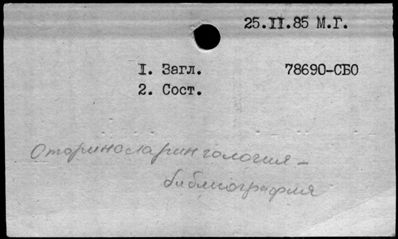 25.II.85 М.Г.
I. Загл. 78690-СБО
2. Сост.
Оториноларингология -
библиография